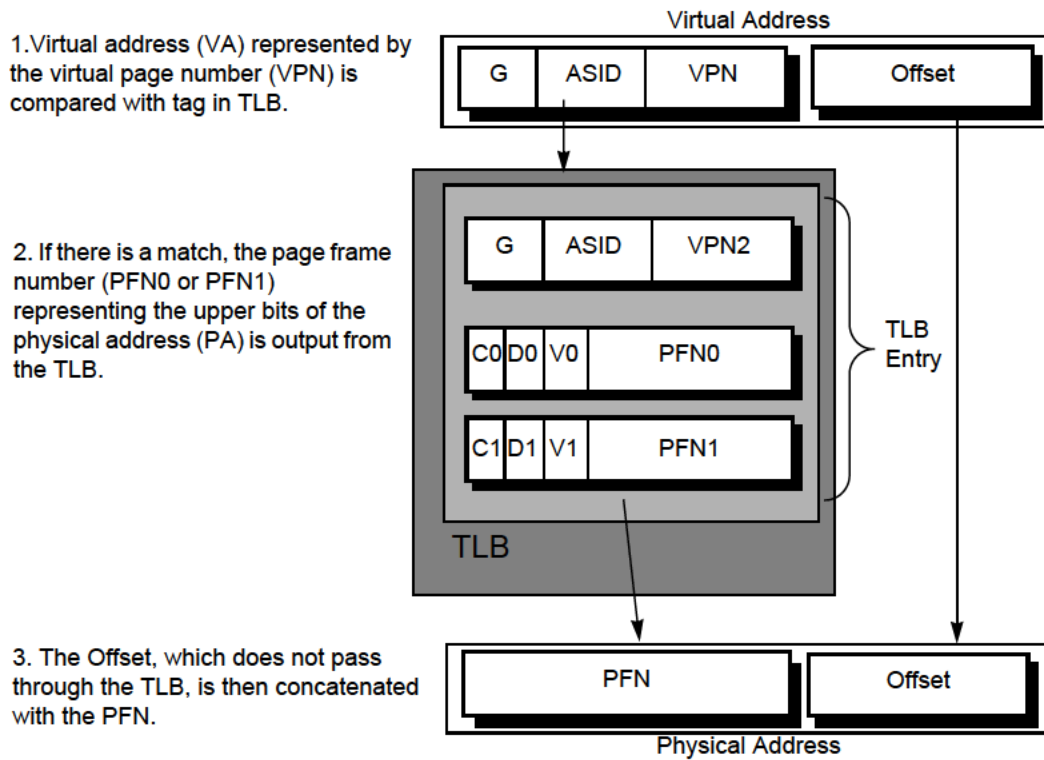 Virtual Address
1.Virtual address (VA) represented by
the virtual page number (VPN) is
compared with tag in TLB.
G ASID VPN Offset
2. If there is a match, the page frame
number (PFN0 or PFN1)
representing the upper bits of the
physical address (PA) is output from
the TLB.
G ASID VPN2
C0 D0 V0 PFN0
C1 D1 V1 PFN1
TLB
Entry
TLB
3. The Offset, which does not pass
through the TLB, is then concatenated
with the PFN.
PFN Offset
Physical Address